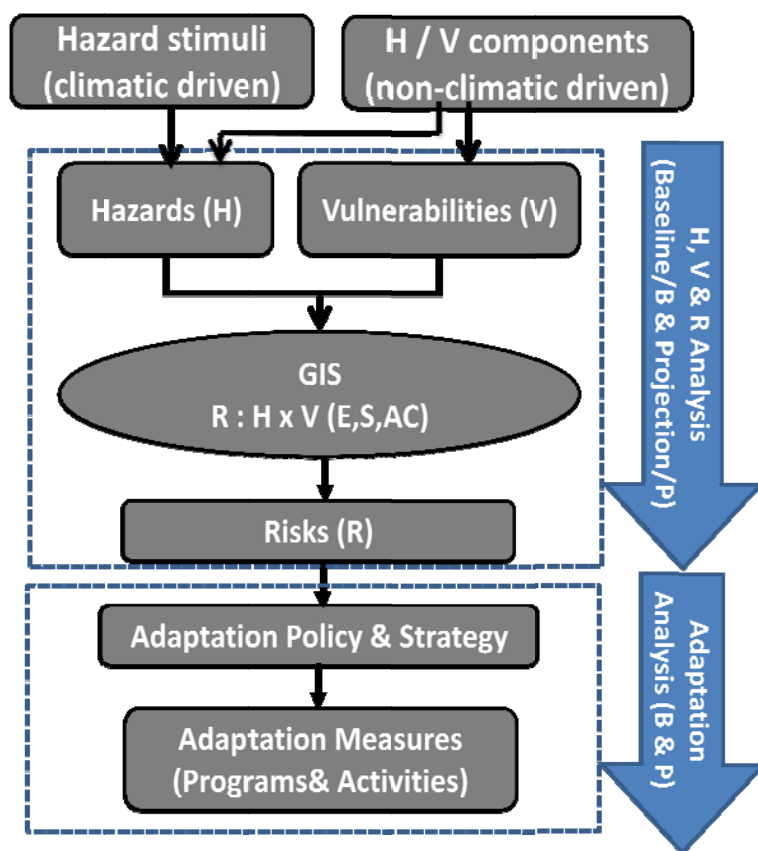 Hazard stimuli
(climatic driven)
H / V components
(non-climatic driven)
Hazards (H)
Vulnerabilities (V)
GIS
R : H x V (E,S,AC)
Risks (R)
H, V & R Analysis
(Baseline/B & Projection/P)
Adaptation Policy & Strategy
Adaptation Measures
(Programs& Activities)
Adaptation
Analysis (B & P)